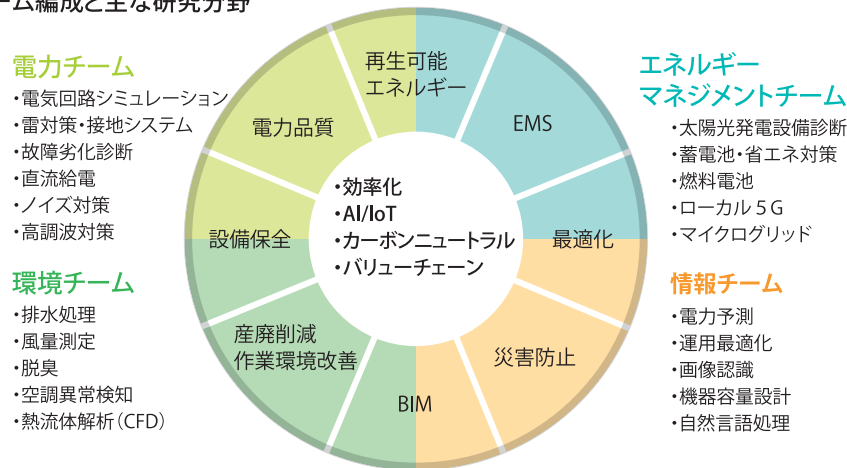 ーム編成と主な研究分野
電力チーム
・電気回路シミュレーション
・雷対策・接地システム
・故障劣化診断
・直流給電
・ノイズ対策
・高調波対策
環境チーム
・排水処理
・風量測定
・脱臭
・空調異常検知
・熱流体解析(CFD)
再生可能
エネルギー
電力品質
EMS
設備保全
最適化
・効率化
・AI/IoT
・カーボンニュートラル
・バリューチェーン
産廃削減
作業環境改善
災害防止
BIM
エネルギー
マネジメントチーム
・太陽光発電設備診断
・蓄電池・省エネ対策
・燃料電池
・ローカル 5 G
・マイクログリッド
情報チーム
・電力予測
・運用最適化
・画像認識
・機器容量設計
・自然言語処理